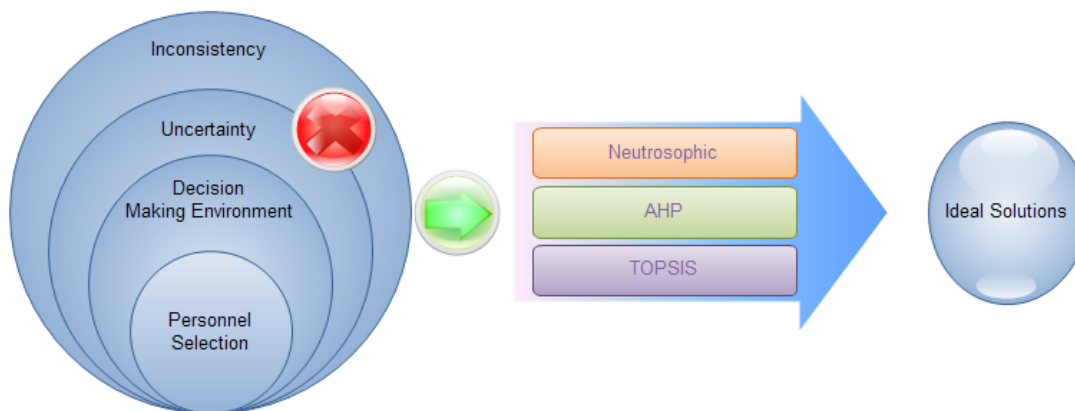 Inconsistency
Uncertainty
Decision
Making Environment
Personnel
Selection
Neutrosophic
AHP
TOPSIS
Ideal Solutions